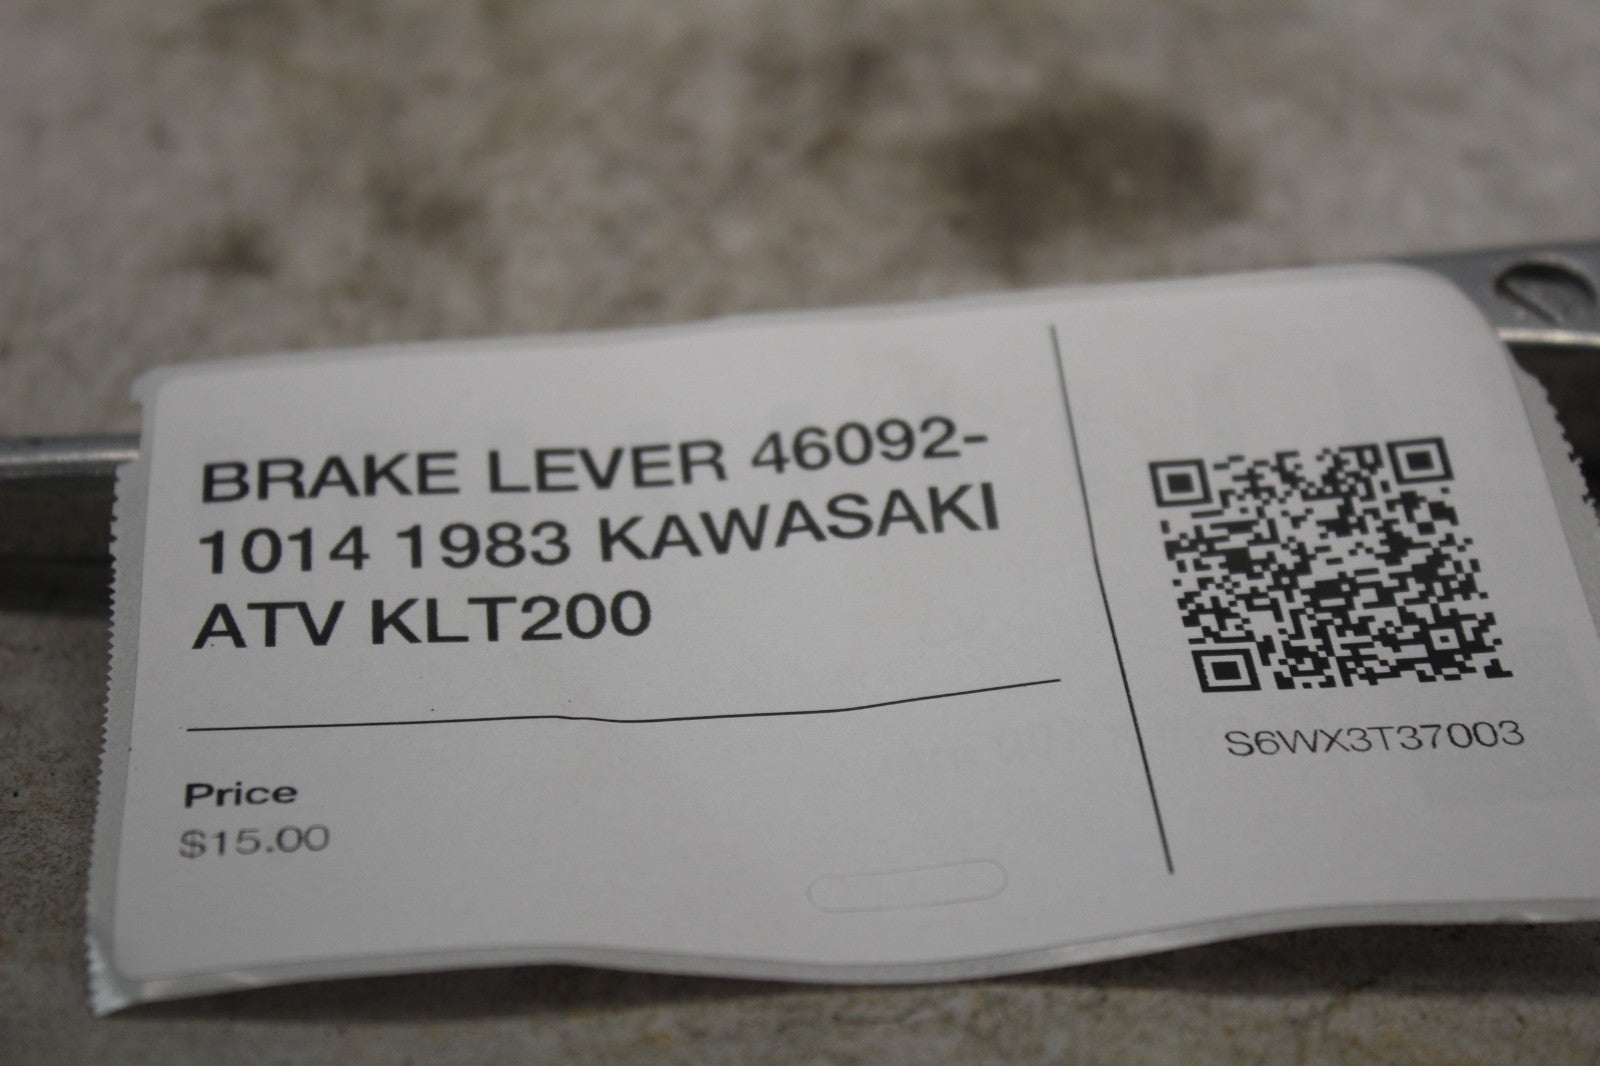 BRAKE LEVER 46092-
1014 1983 KAWASAKI
ATV KLT200
Price
$15.00
S6WX3T37003